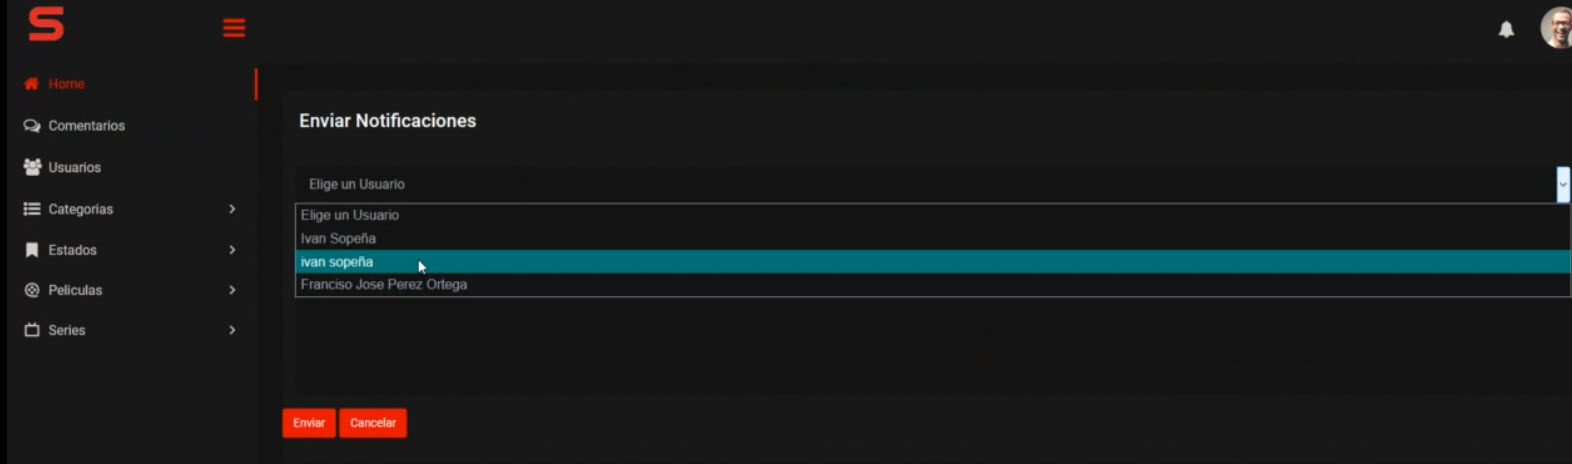 S
Home
Comentarios
Usuarios
Categorias
Estados
Peliculas
Series
Enviar Notificaciones
Elige un Usuario
Elige un Usuario
Ivan Sopeña
ivan sopeña
Franciso Jose Perez Ortega
Enviar Cancelar